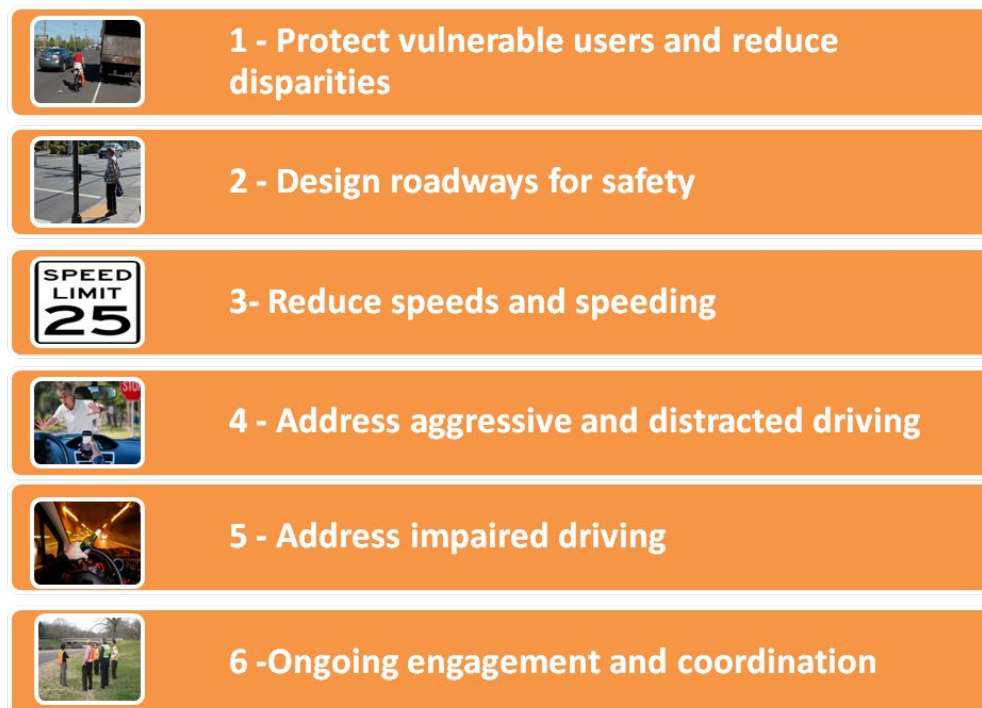 1 - Protect vulnerable users and reduce
disparities
2 - Design roadways for safety
SPEED
LIMIT
25
3- Reduce speeds and speeding
STO
4 - Address aggressive and distracted driving
5 - Address impaired driving
6 -Ongoing engagement and coordination